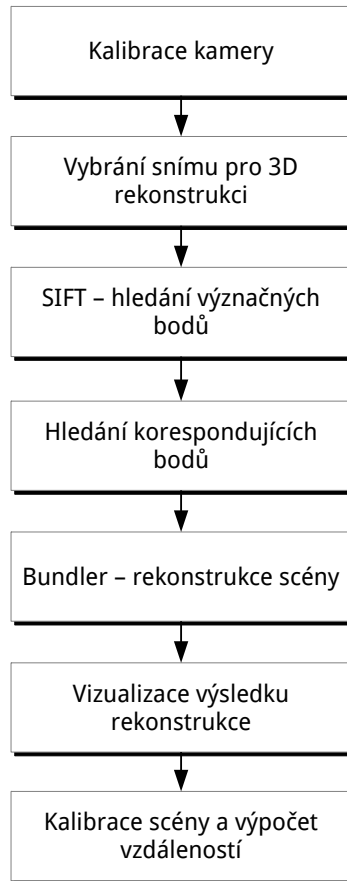 Kalibrace kamery
Vybrání snímu pro 3D
rekonstrukci
SIFT – hledání význačných
bodů
Hledání korespondujících
bodů
Bundler – rekonstrukce scény
Vizualizace výsledku
rekonstrukce
Kalibrace scény a výpočet
vzdáleností